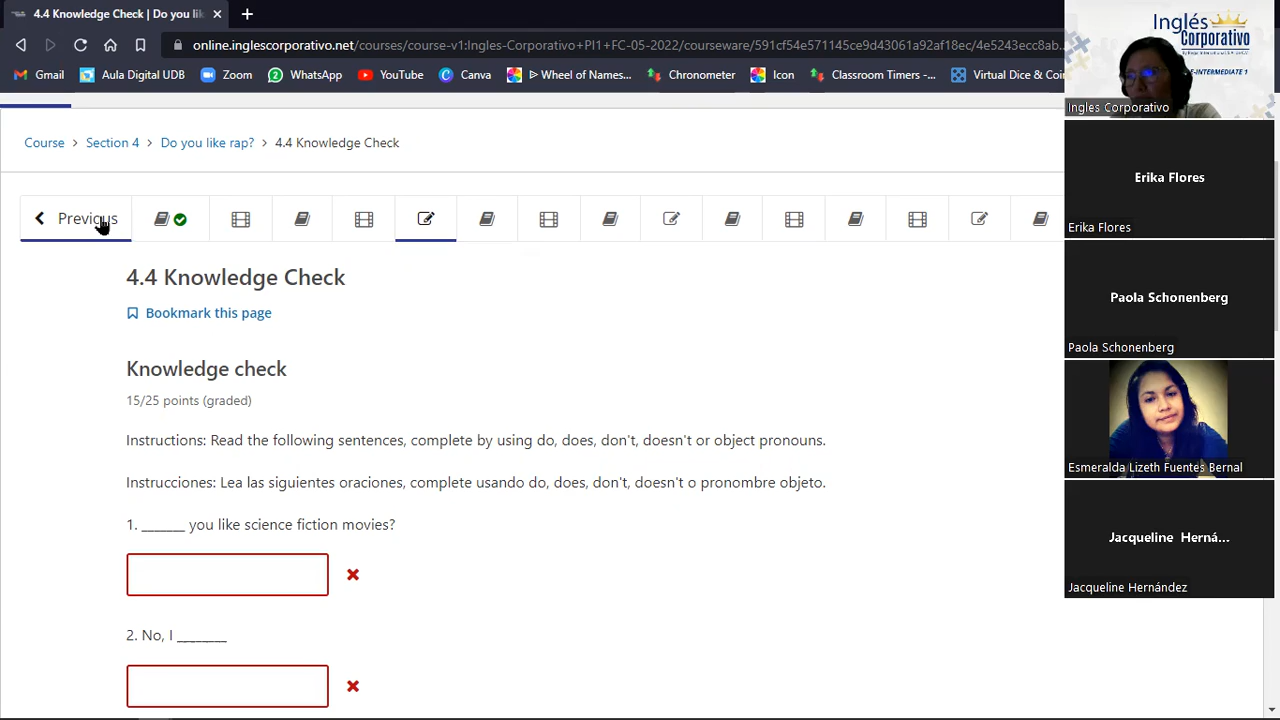 4.4 Knowledge Check | Do you lik
online.inglescorporativo.net/courses/course-v1:Ingles-Corporativo+PI1+FC-05-2022/courseware/591cf54e571145ce9d43061a92af18ec/4e5243ecc8ab...
Gmail Aula Digital UDB Zoom WhatsApp YouTube Canva ᐅ Wheel of Names... Chronometer Icon Classroom Timers -... Virtual Dice & Coi
Course > Section 4 > Do you like rap? > 4.4 Knowledge Check
Previous
4.4 Knowledge Check
Bookmark this page
Knowledge check
15/25 points (graded)
Instructions: Read the following sentences, complete by using do, does, don't, doesn't or object pronouns.
Instrucciones: Lea las siguientes oraciones, complete usando do, does, don't, doesn't o pronombre objeto.
1. ______ you like science fiction movies?
2. No, I _______
Inglés
Corporativo
E-INTERMEDIATE 1
Ingles Corporativo
Erika Flores
Erika Flores
Paola Schonenberg
Paola Schonenberg
Esmeralda Lizeth Fuentes Bernal
Jacqueline Herná...
Jacqueline Hernández